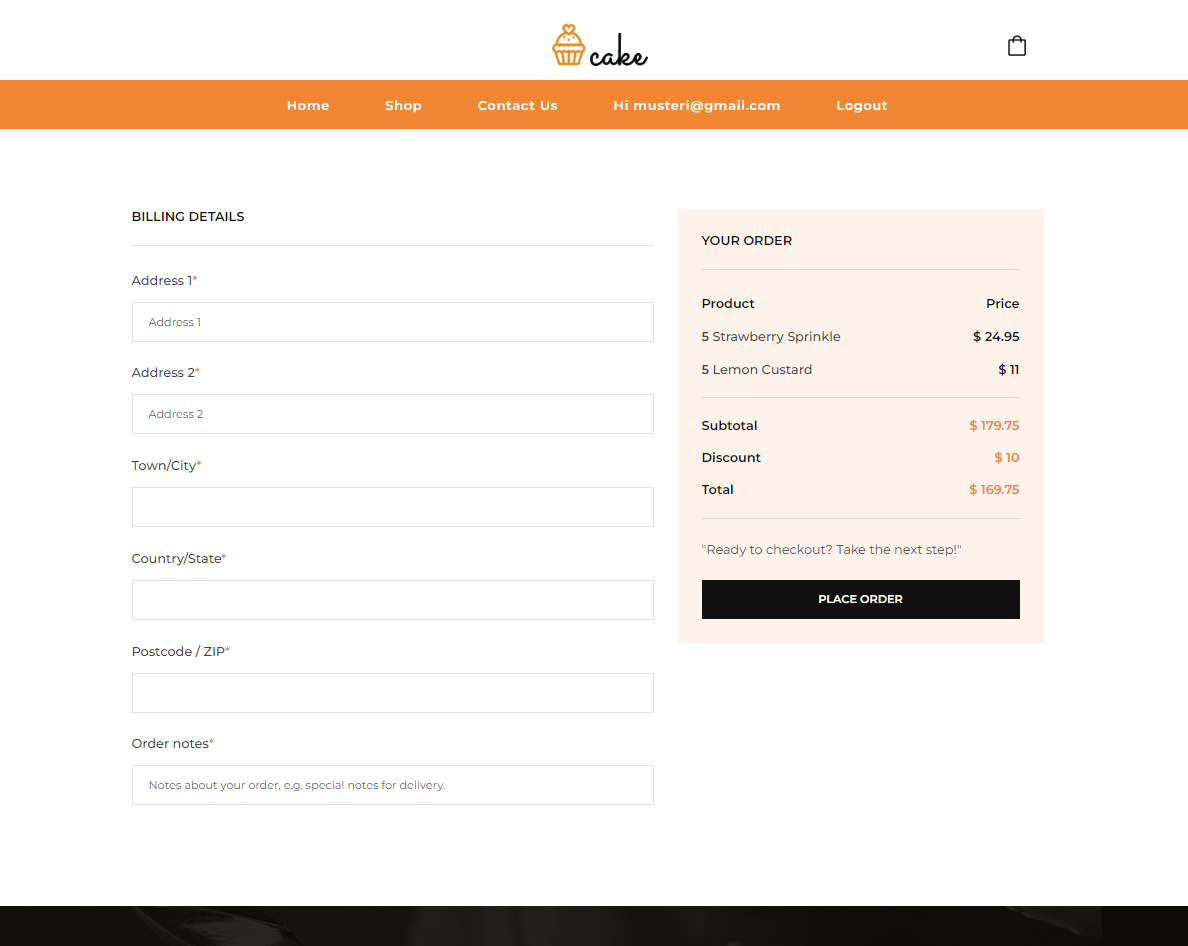 cake
Home Shop Contact Us Hi musteri@gmail.com Logout
BILLING DETAILS
Address 1*
Address 1
Address 2*
Address 2
Town/City*
Country/State*
Postcode / ZIP*
Order notes*
Notes about your order, e.g. special notes for delivery.
YOUR ORDER
Product Price
5 Strawberry Sprinkle $ 24.95
5 Lemon Custard $ 11
Subtotal $ 179.75
Discount $ 10
Total $ 169.75
"Ready to checkout? Take the next step!"
PLACE ORDER